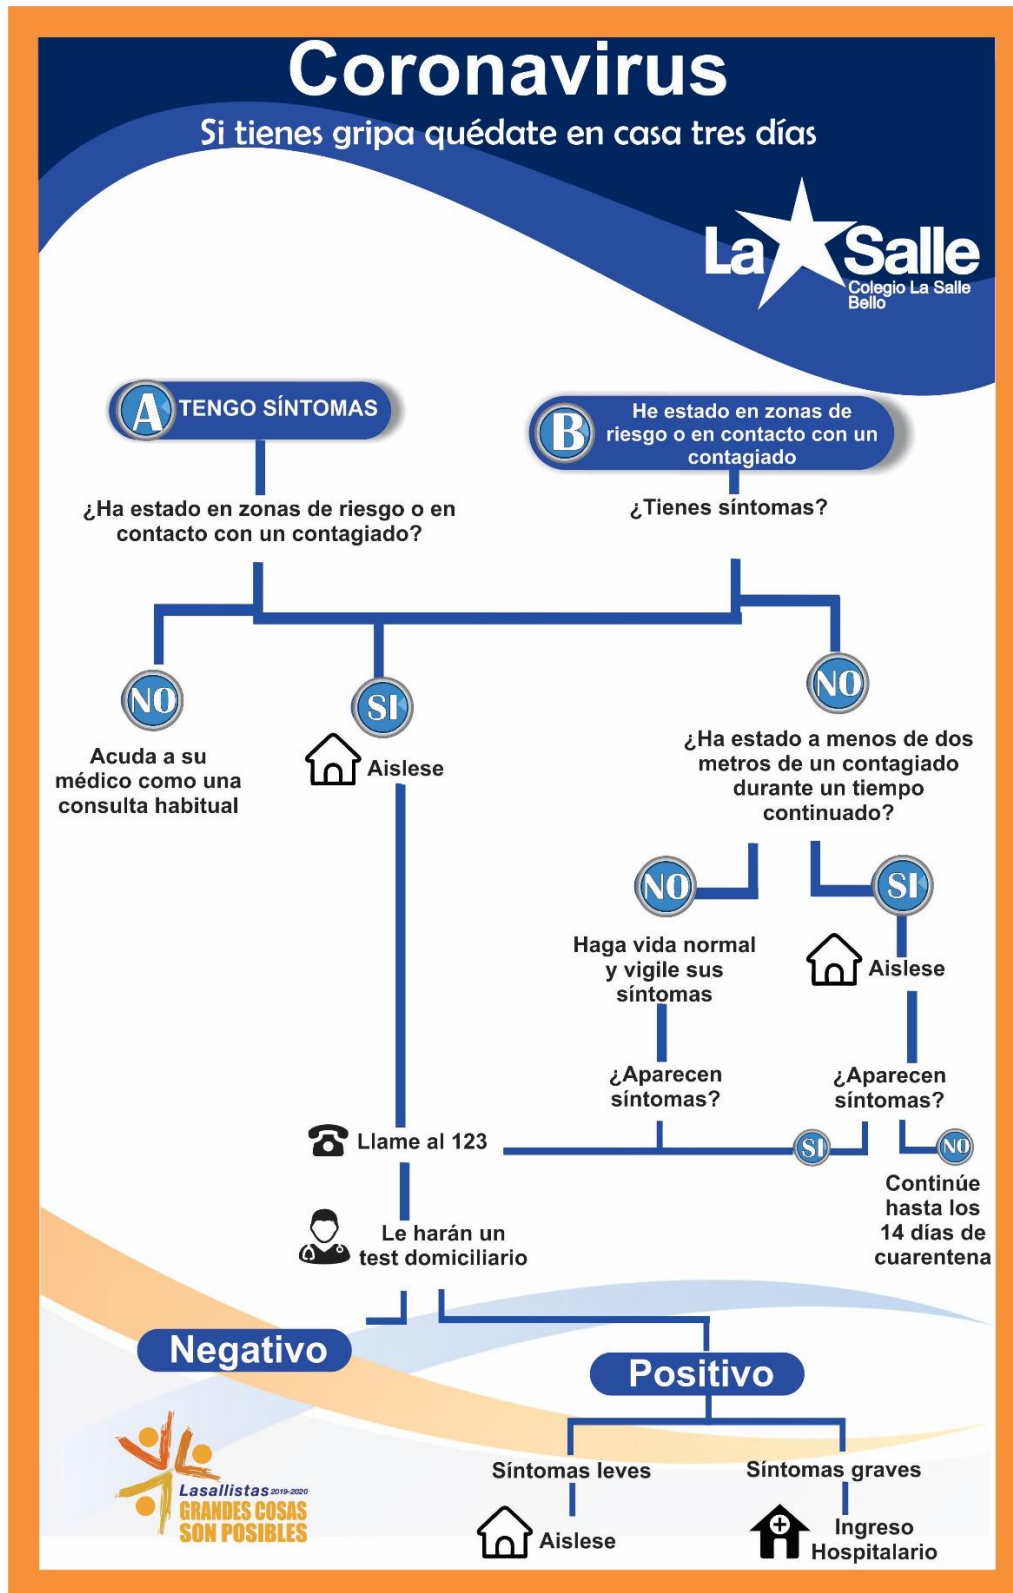 Coronavirus
Si tienes gripa quédate en casa tres días
La Salle
Colegio La Salle
Bello
A TENGO SÍNTOMAS
B
He estado en zonas de
riesgo o en contacto con un
contagiado
¿Ha estado en zonas de riesgo o en
contacto con un contagiado?
¿Tienes síntomas?
NO
SI
NO
Acuda a su
médico como una
consulta habitual
Aislese
¿Ha estado a menos de dos
metros de un contagiado
durante un tiempo
continuado?
NO
SI
Haga vida normal
y vigile sus
síntomas
Aislese
¿Aparecen
síntomas?
¿Aparecen
síntomas?
Llame al 123
SI
NO
Continúe
hasta los
14 días de
cuarentena
Le harán un
test domiciliario
Negativo
Positivo
Síntomas leves
Síntomas graves
Aislese
Ingreso
Hospitalario
Lasallistas 2019-2020
GRANDES COSAS
SON POSIBLES